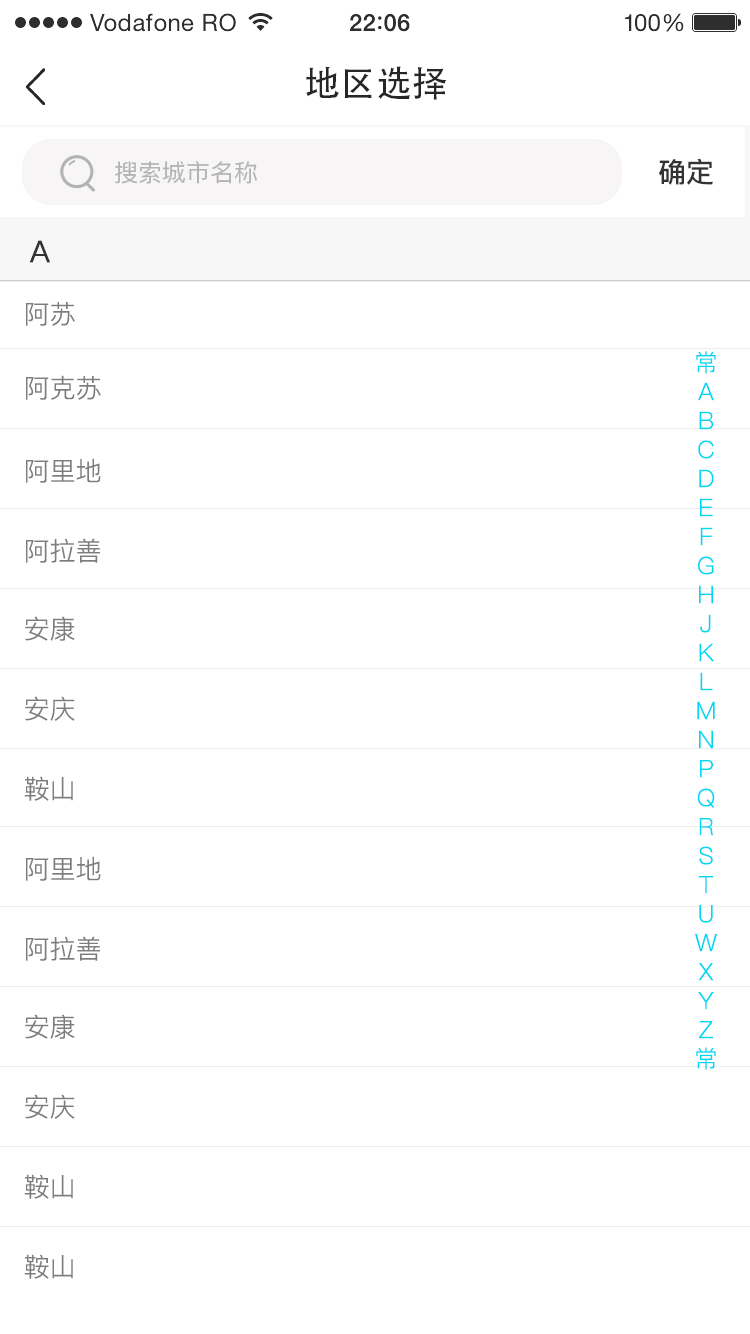 Vodafone RO 22:06 100%
地区选择
搜索城市名称 确定
A
阿苏
常
阿克苏
A
B
C
阿里地
D
E
F
阿拉善
G
H
J
安康
K
L
安庆
M
N
P
鞍山
Q
R
S
阿里地
T
U
W
阿拉善
X
Y
安康
Z
常
安庆
鞍山
鞍山